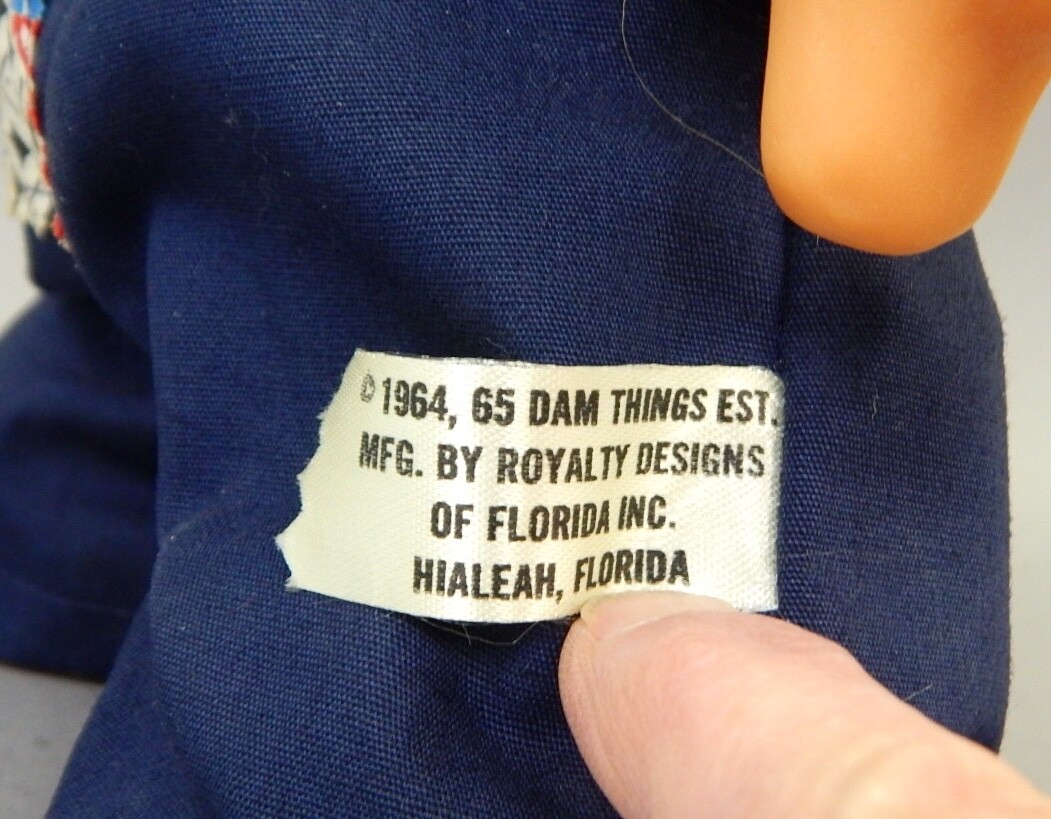 © 1964, 65 DAM THINGS EST.
MFG. BY ROYALTY DESIGNS
OF FLORIDA INC.
HIALEAH, FLORIDA